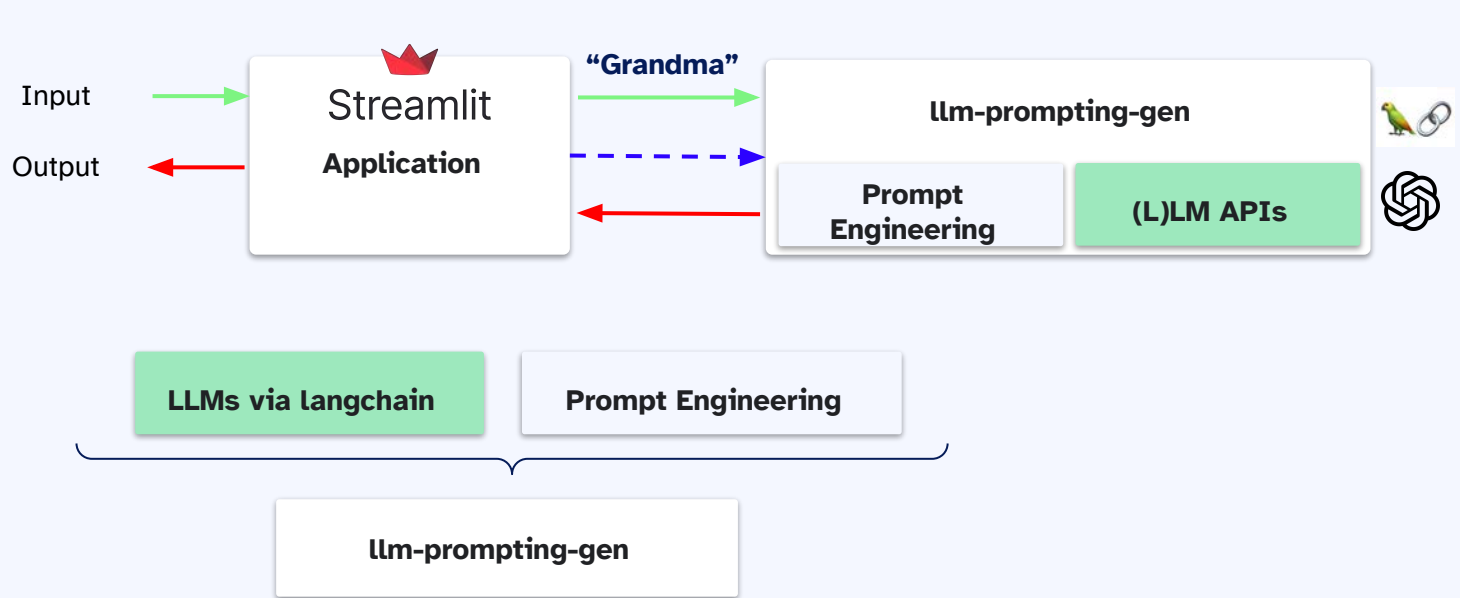 Input
Output
Streamlit
Application
“Grandma”
llm-prompting-gen
Prompt
Engineering
(L)LM APIs
LLMs via langchain
Prompt Engineering
llm-prompting-gen